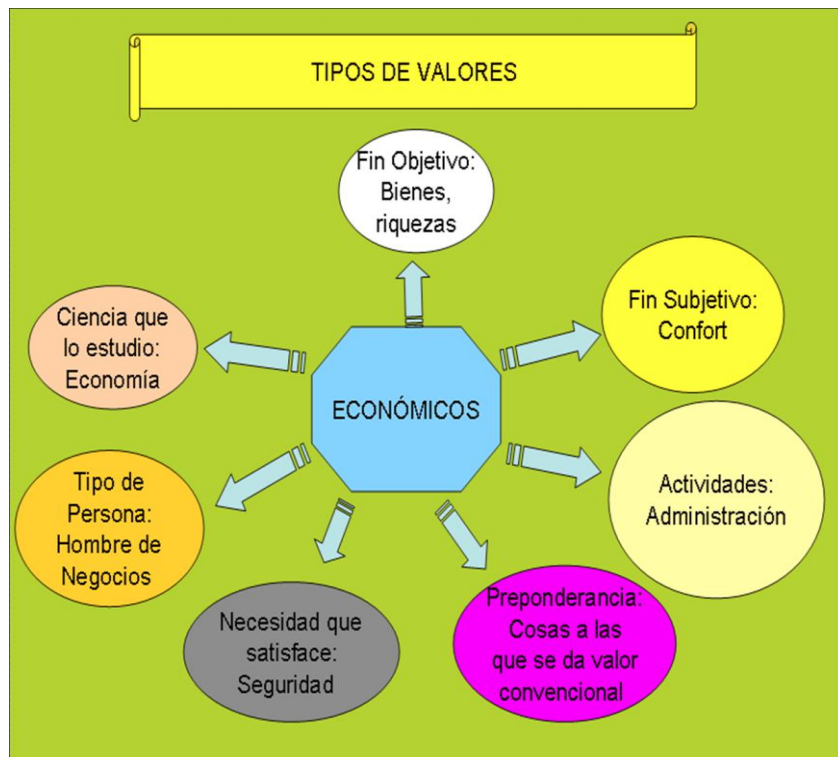 TIPOS DE VALORES
Fin Objetivo:
Bienes,
riquezas
Fin Subjetivo:
Confort
Actividades:
Administración
Preponderancia:
Cosas a las
que se da valor
convencional
Necesidad que
satisface:
Seguridad
Tipo de
Persona:
Hombre de
Negocios
Ciencia que
lo estudio:
Economía
ECONÓMICOS